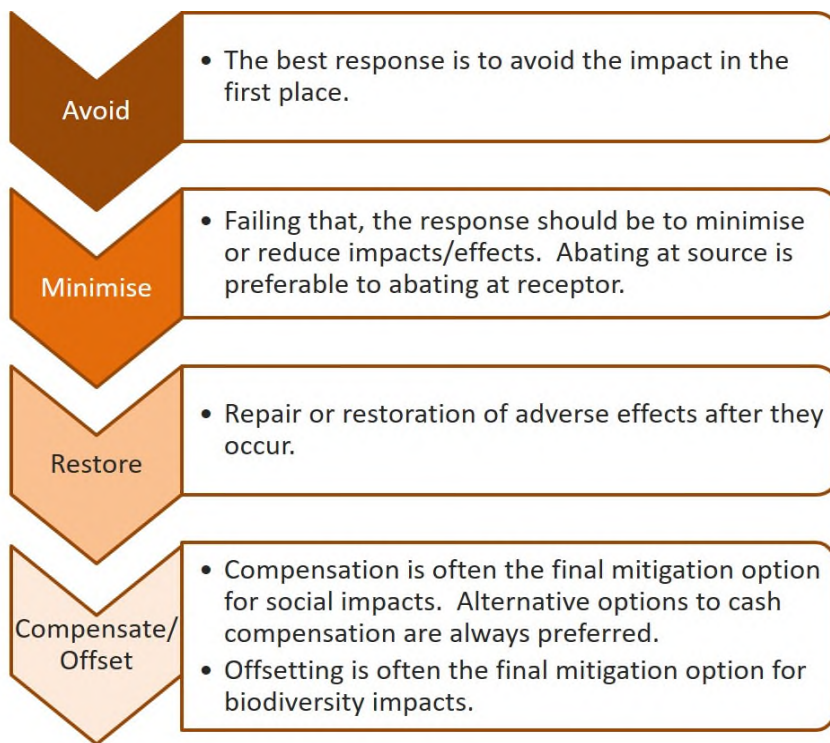 Avoid
• The best response is to avoid the impact in the
first place.
Minimise
• Failing that, the response should be to minimise
or reduce impacts/effects.  Abating at source is
preferable to abating at receptor.
Restore
• Repair or restoration of adverse effects after they
occur.
Compensate/
Offset
• Compensation is often the final mitigation option
for social impacts.  Alternative options to cash
compensation are always preferred.
• Offsetting is often the final mitigation option for
biodiversity impacts.